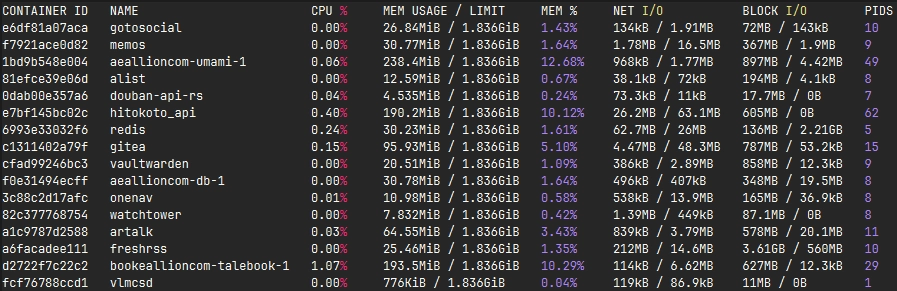 CONTAINER ID NAME CPU % MEM USAGE / LIMIT MEM % NET I/O BLOCK I/O PIDS
e6df81a07aca gotosocial 0.00% 26.84MiB / 1.836GiB 1.43% 134kB / 1.91MB 72MB / 143kB 10
f7921ace0d82 memos 0.00% 30.77MiB / 1.836GiB 1.64% 1.78MB / 16.5MB 367MB / 1.9MB 9
1bd9b548e004 aeallioncom-umami-1 0.06% 238.4MiB / 1.836GiB 12.68% 968kB / 1.77MB 897MB / 4.42MB 49
81efce39e06d alist 0.00% 12.59MiB / 1.836GiB 0.67% 38.1kB / 72kB 194MB / 4.1kB 8
0dab00e357a6 douban-api-rs 0.04% 4.535MiB / 1.836GiB 0.24% 73.3kB / 11kB 17.7MB / 0B 7
e7bf145bc02c hitokoto_api 0.40% 190.2MiB / 1.836GiB 10.12% 26.2MB / 63.1MB 605MB / 0B 62
6993e33032f6 redis 0.24% 30.23MiB / 1.836GiB 1.61% 62.7MB / 26MB 136MB / 2.21GB 5
c1311402a79f gitea 0.15% 95.93MiB / 1.836GiB 5.10% 4.47MB / 48.3MB 787MB / 53.2kB 15
cfad99246bc3 vaultwarden 0.00% 20.51MiB / 1.836GiB 1.09% 386kB / 2.89MB 858MB / 12.3kB 9
f0e31494ecff aeallioncom-db-1 0.00% 30.78MiB / 1.836GiB 1.64% 496kB / 407kB 348MB / 19.5MB 8
3c88c2d17afc onenav 0.01% 10.98MiB / 1.836GiB 0.58% 538kB / 13.9MB 165MB / 36.9kB 8
82c377768754 watchtower 0.00% 7.832MiB / 1.836GiB 0.42% 1.39MB / 449kB 87.1MB / 0B 8
a1c9787d2588 artalk 0.03% 64.55MiB / 1.836GiB 3.43% 839kB / 3.79MB 578MB / 20.1MB 11
a6facadee111 freshrss 0.00% 25.46MiB / 1.836GiB 1.35% 212MB / 14.6MB 3.61GB / 560MB 10
d2722f7c22c2 bookeallioncom-talebook-1 1.07% 193.5MiB / 1.836GiB 10.29% 114kB / 6.62MB 627MB / 12.3kB 29
fcf76788ccd1 vlmcsd 0.00% 776KiB / 1.836GiB 0.04% 119kB / 86.9kB 11MB / 0B 1